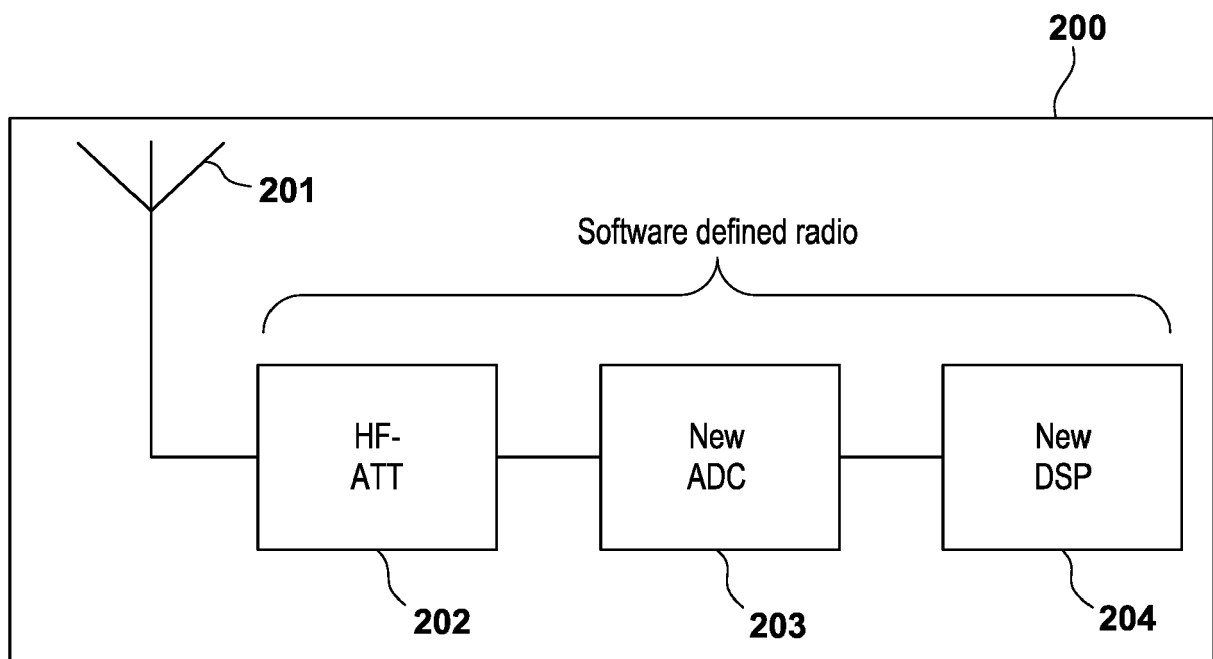 200
201
Software defined radio
HF-
ATT
New
ADC
New
DSP
202
203
204